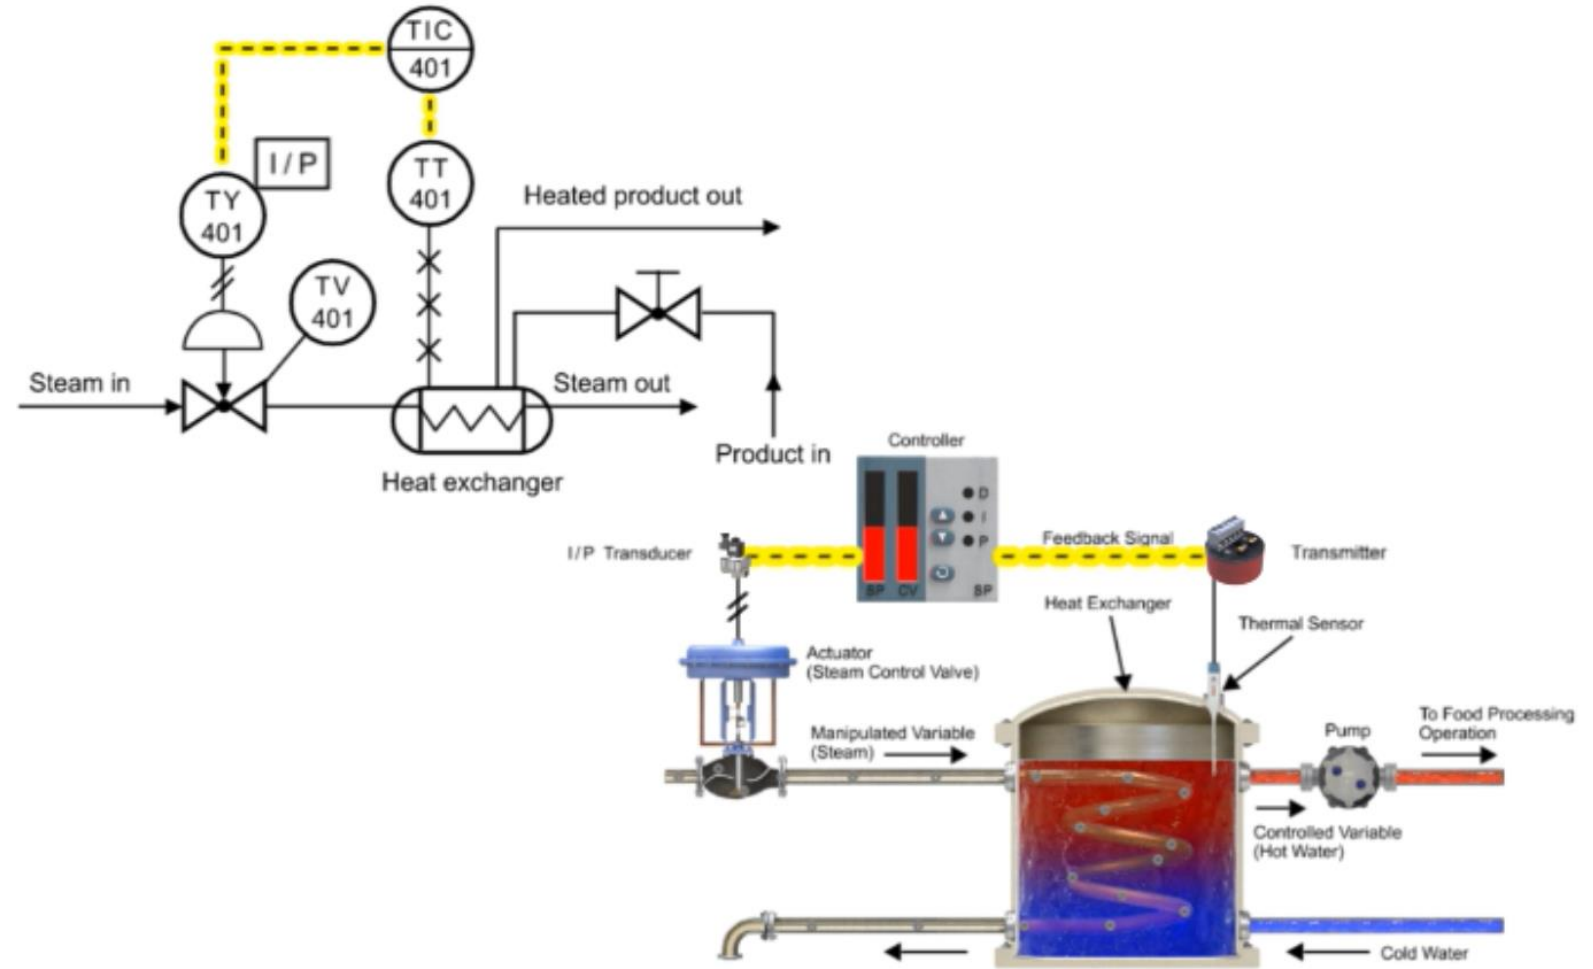 TIC
401
I / P
TT
401
TY
401
Heated product out
TV
401
Steam in
Steam out
Product in
Heat exchanger
Controller
D
I
P
SP
CV
SP
I/P Transducer
Feedback Signal
Transmitter
Heat Exchanger
Thermal Sensor
Actuator
(Steam Control Valve)
Manipulated Variable
(Steam)
Pump
To Food Processing
Operation
Controlled Variable
(Hot Water)
Cold Water